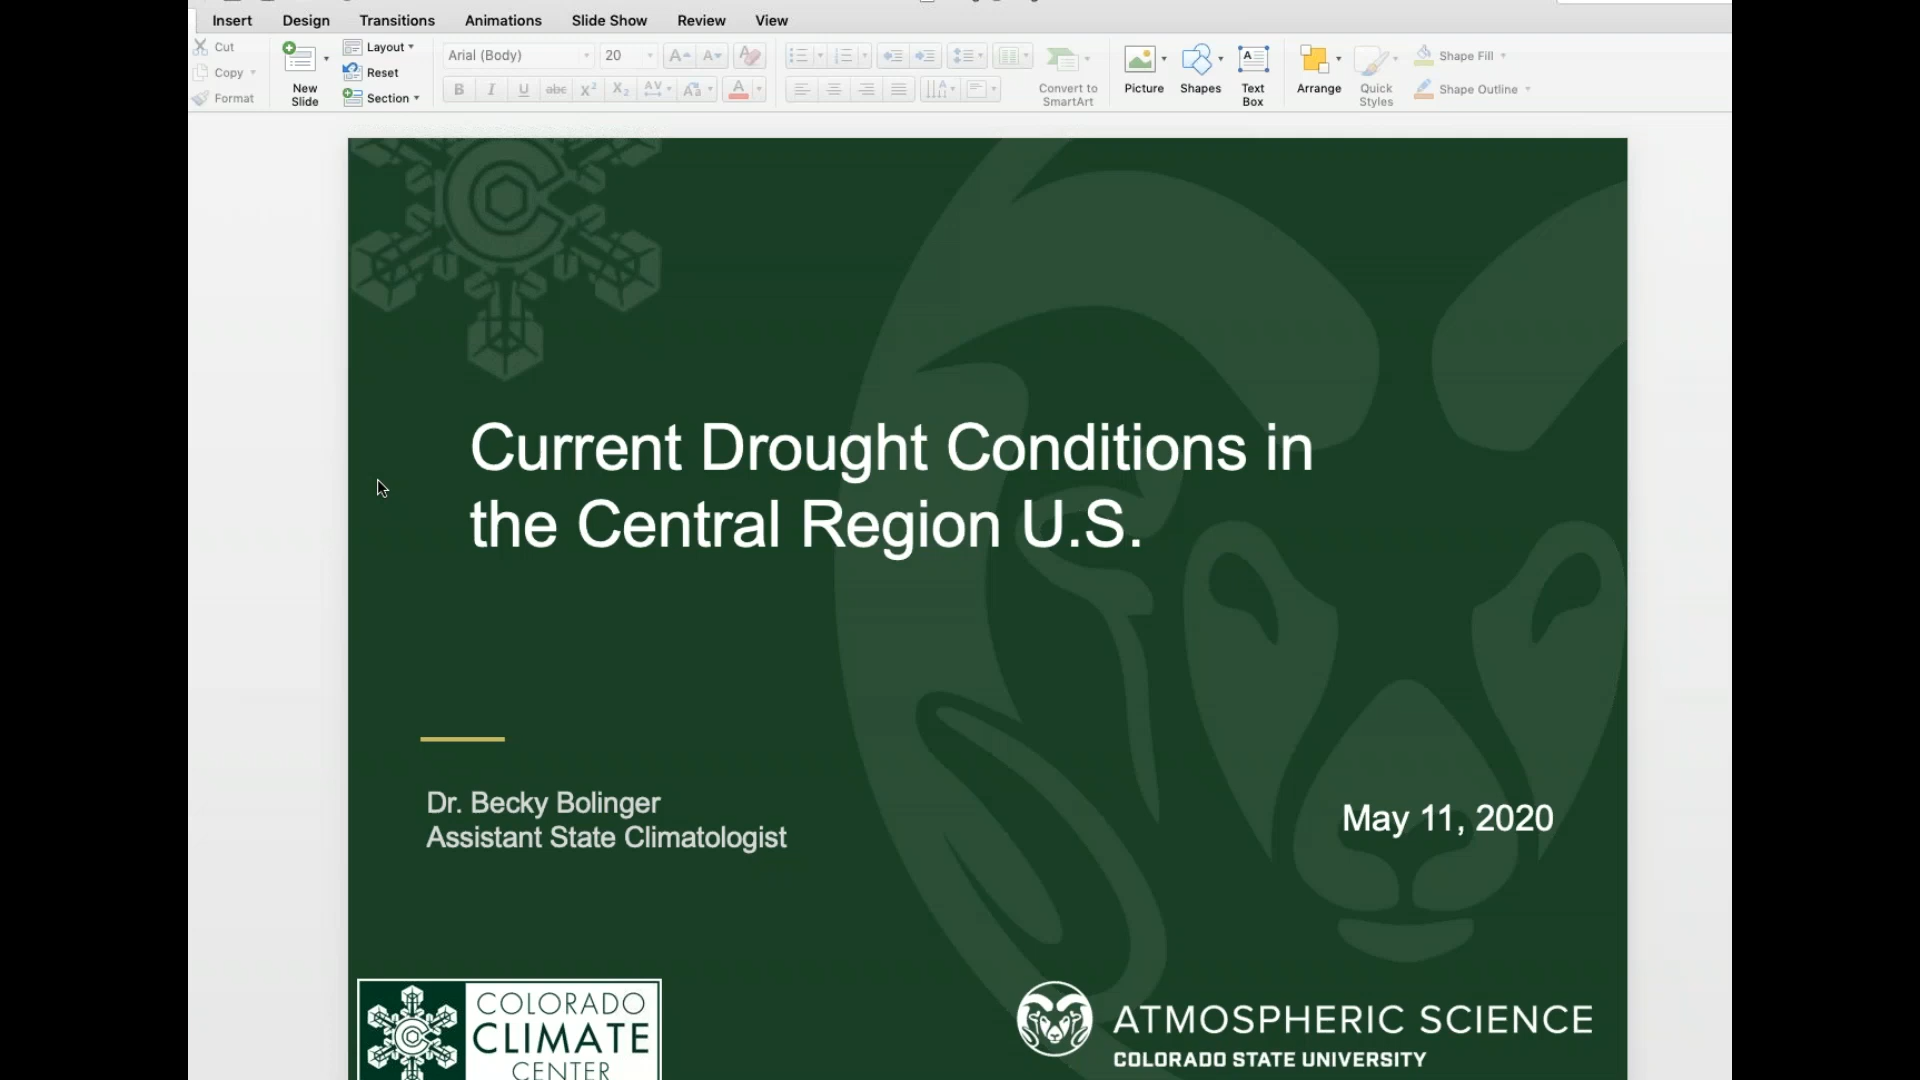 Insert Design Transitions Animations Slide Show Review View
Cut
Copy
Format
New
Slide
Layout
Reset
Section
Arial (Body) 20
Convert to
SmartArt
Picture
Shapes
Text
Box
Arrange
Quick
Styles
Shape Fill
Shape Outline
Current Drought Conditions in
the Central Region U.S.
Dr. Becky Bolinger
Assistant State Climatologist
May 11, 2020
COLORADO
CLIMATE
CENTER
ATMOSPHERIC SCIENCE
COLORADO STATE UNIVERSITY